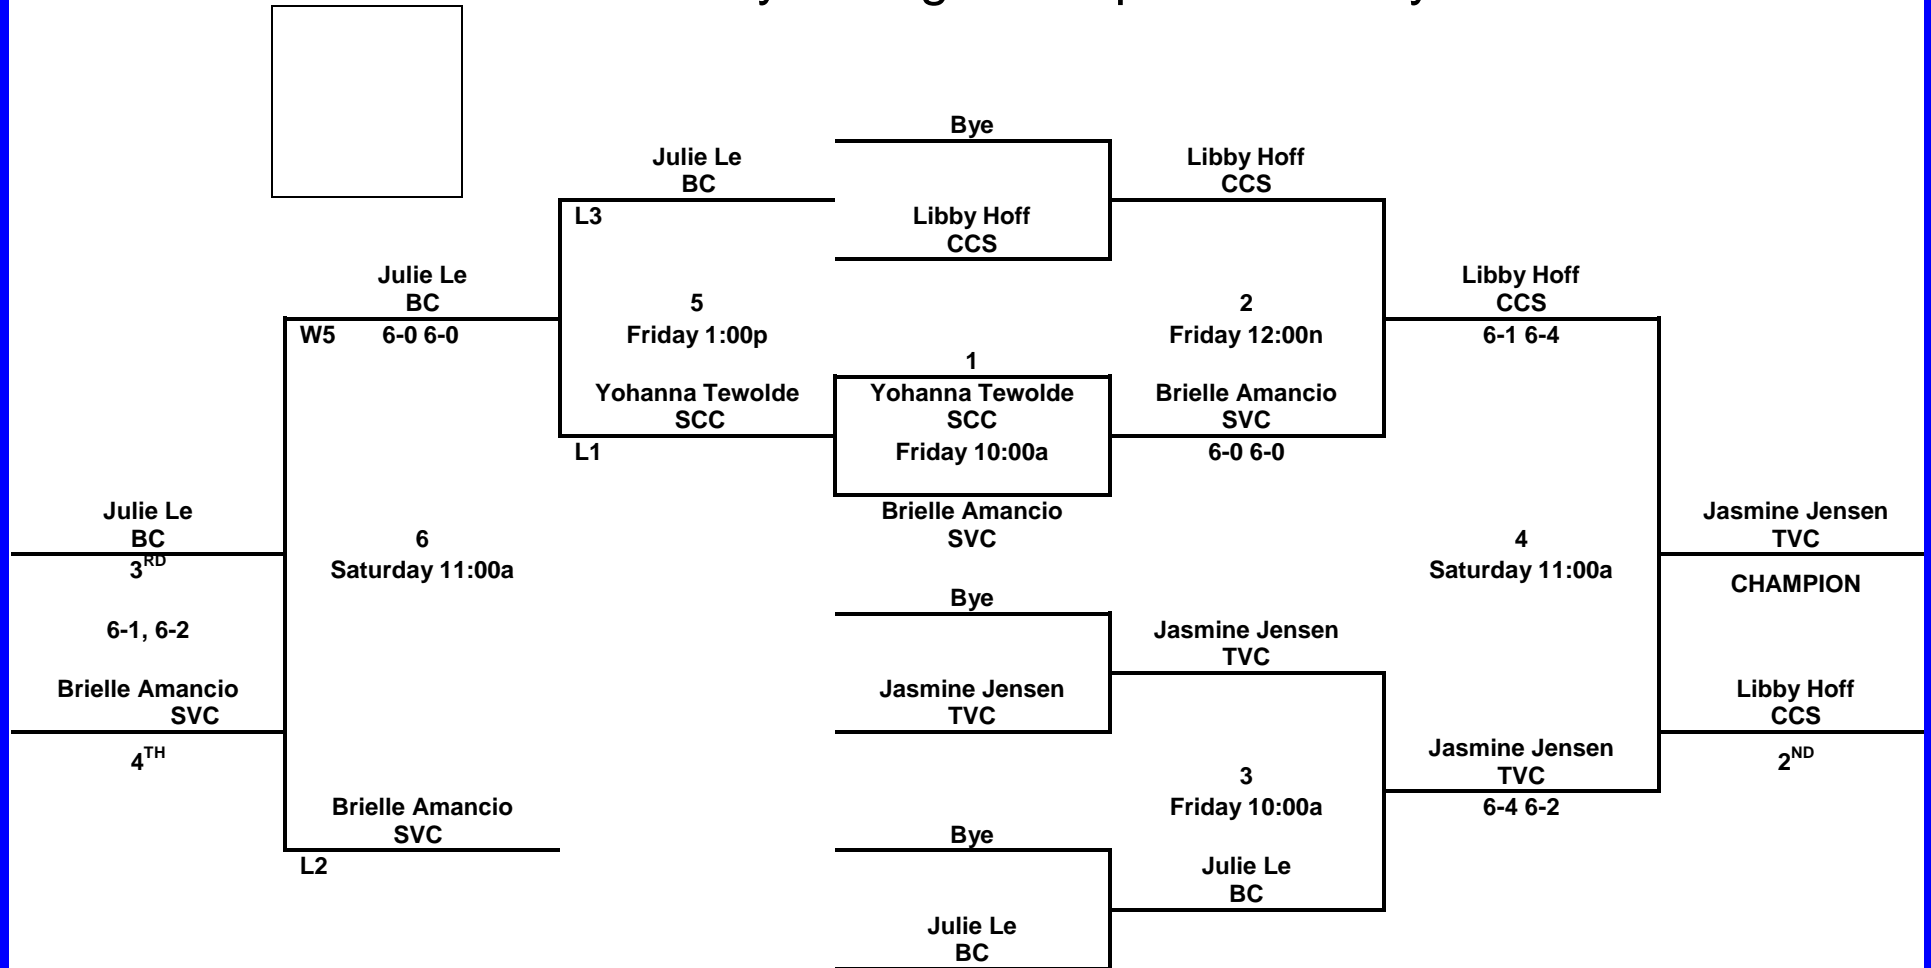 Bye
Julie Le
BC
Libby Hoff
CCS
L3
Libby Hoff
CCS
Julie Le
BC
5
2
Libby Hoff
CCS
W5 6-0 6-0
Friday 1:00p
Friday 12:00n
6-1 6-4
1
Yohanna Tewolde
SCC
Yohanna Tewolde
SCC
Brielle Amancio
SVC
L1
Friday 10:00a
6-0 6-0
Julie Le
BC
3RD
6
Saturday 11:00a
Brielle Amancio
SVC
4
Saturday 11:00a
Jasmine Jensen
TVC
CHAMPION
Bye
6-1, 6-2
Jasmine Jensen
TVC
Brielle Amancio
SVC
Jasmine Jensen
TVC
Libby Hoff
CCS
4TH
3
Friday 10:00a
Jasmine Jensen
TVC
6-4 6-2
2ND
Brielle Amancio
SVC
L2
Bye
Julie Le
BC
Julie Le
BC